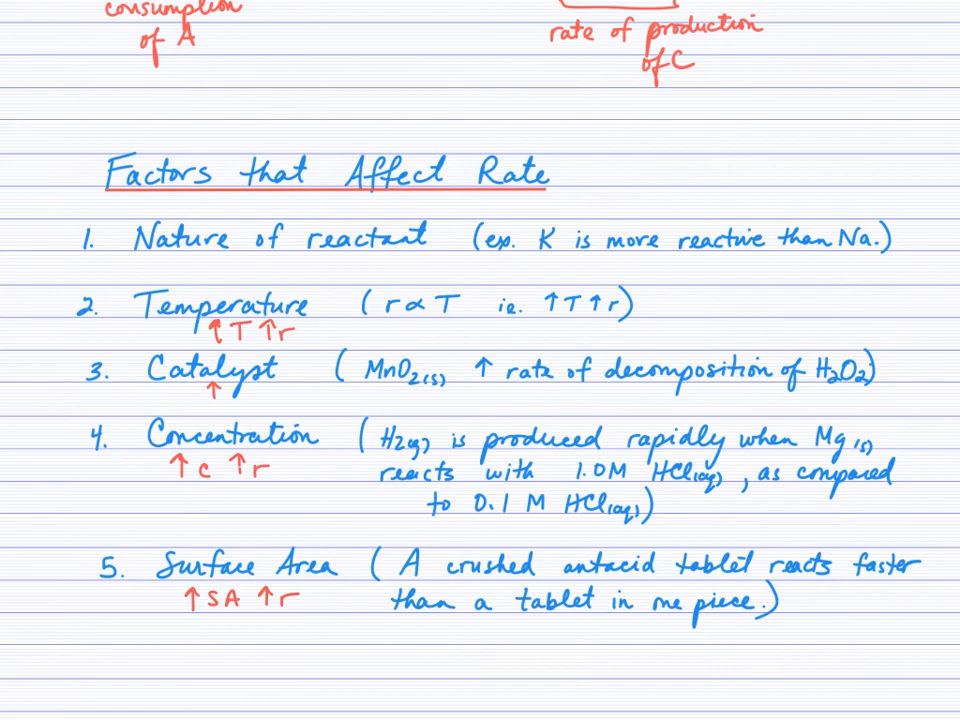 consumption
of A
rate of production
of C
Factors that Affect Rate
1. Nature of reactant (ex. K is more reactive than Na.)
2. Temperature (r ∝ T ie. ↑T↑r)
↑T ↑r
3. Catalyst (MnO2(s) ↑ rate of decomposition of H2O2)
↑
4. Concentration (H2(g) is produced rapidly when Mg(s)
↑c ↑r
reacts with 1.0M HCl(aq), as compared
to 0.1 M HCl(aq))
5. Surface Area (A crushed antacid tablet reacts faster
↑SA ↑r
than a tablet in one piece.)